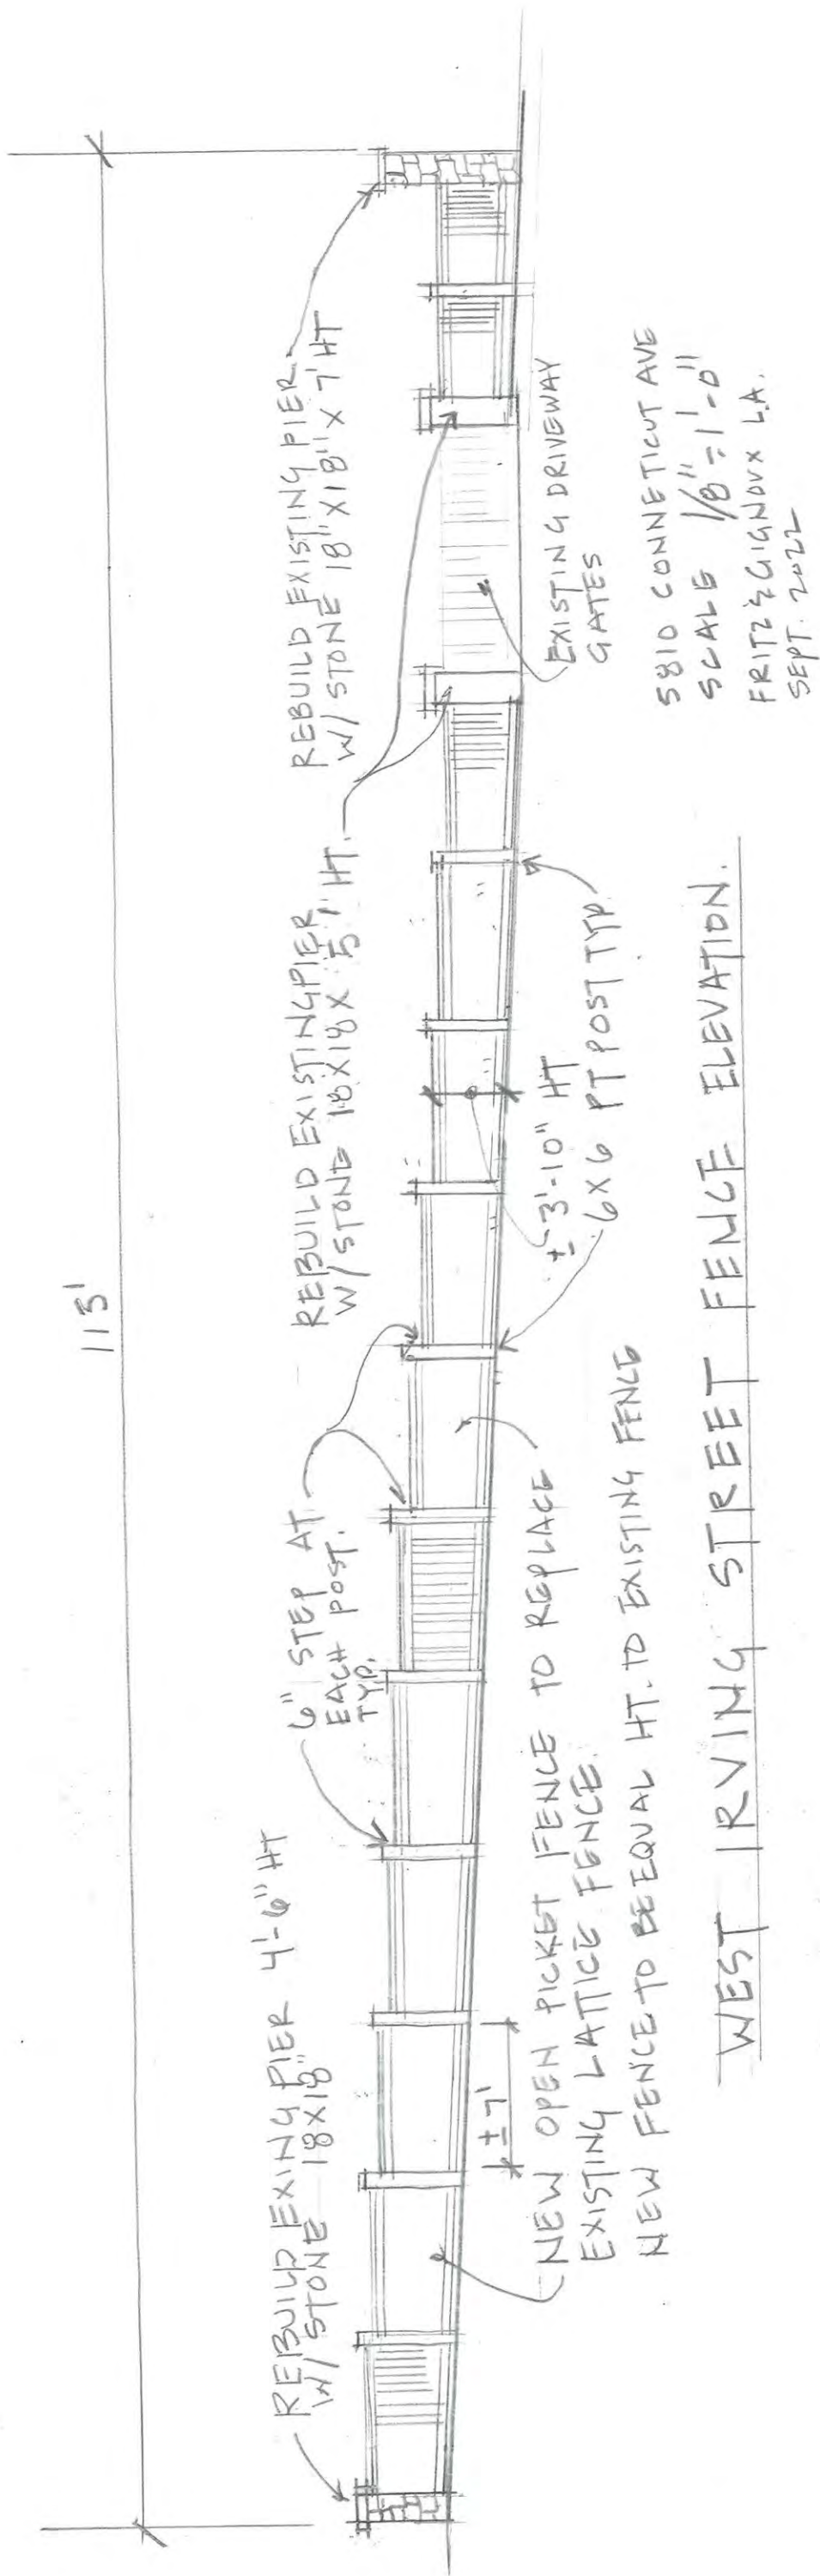 113'
REBUILD EXING PIER 4'-6" HT
W/ STONE 18X18"
6" STEP AT
EACH POST.
TYP.
REBUILD EXISTING PIER
W/ STONE 18X18 X 5' HT.
REBUILD EXISTING PIER
W/ STONE 18" X 18" X 7' HT
± 7'
NEW OPEN PICKET FENCE TO REPLACE
EXISTING LATTICE FENCE.
NEW FENCE TO BE EQUAL HT. TO EXISTING FENCE
± 3'-10" HT
6X6 PT POST TYP.
EXISTING DRIVEWAY
GATES
WEST IRVING STREET FENCE ELEVATION.
5810 CONNETICUT AVE
SCALE 1/8" = 1'-0"
FRITZ & GIGNOUX L.A.
SEPT. 2022